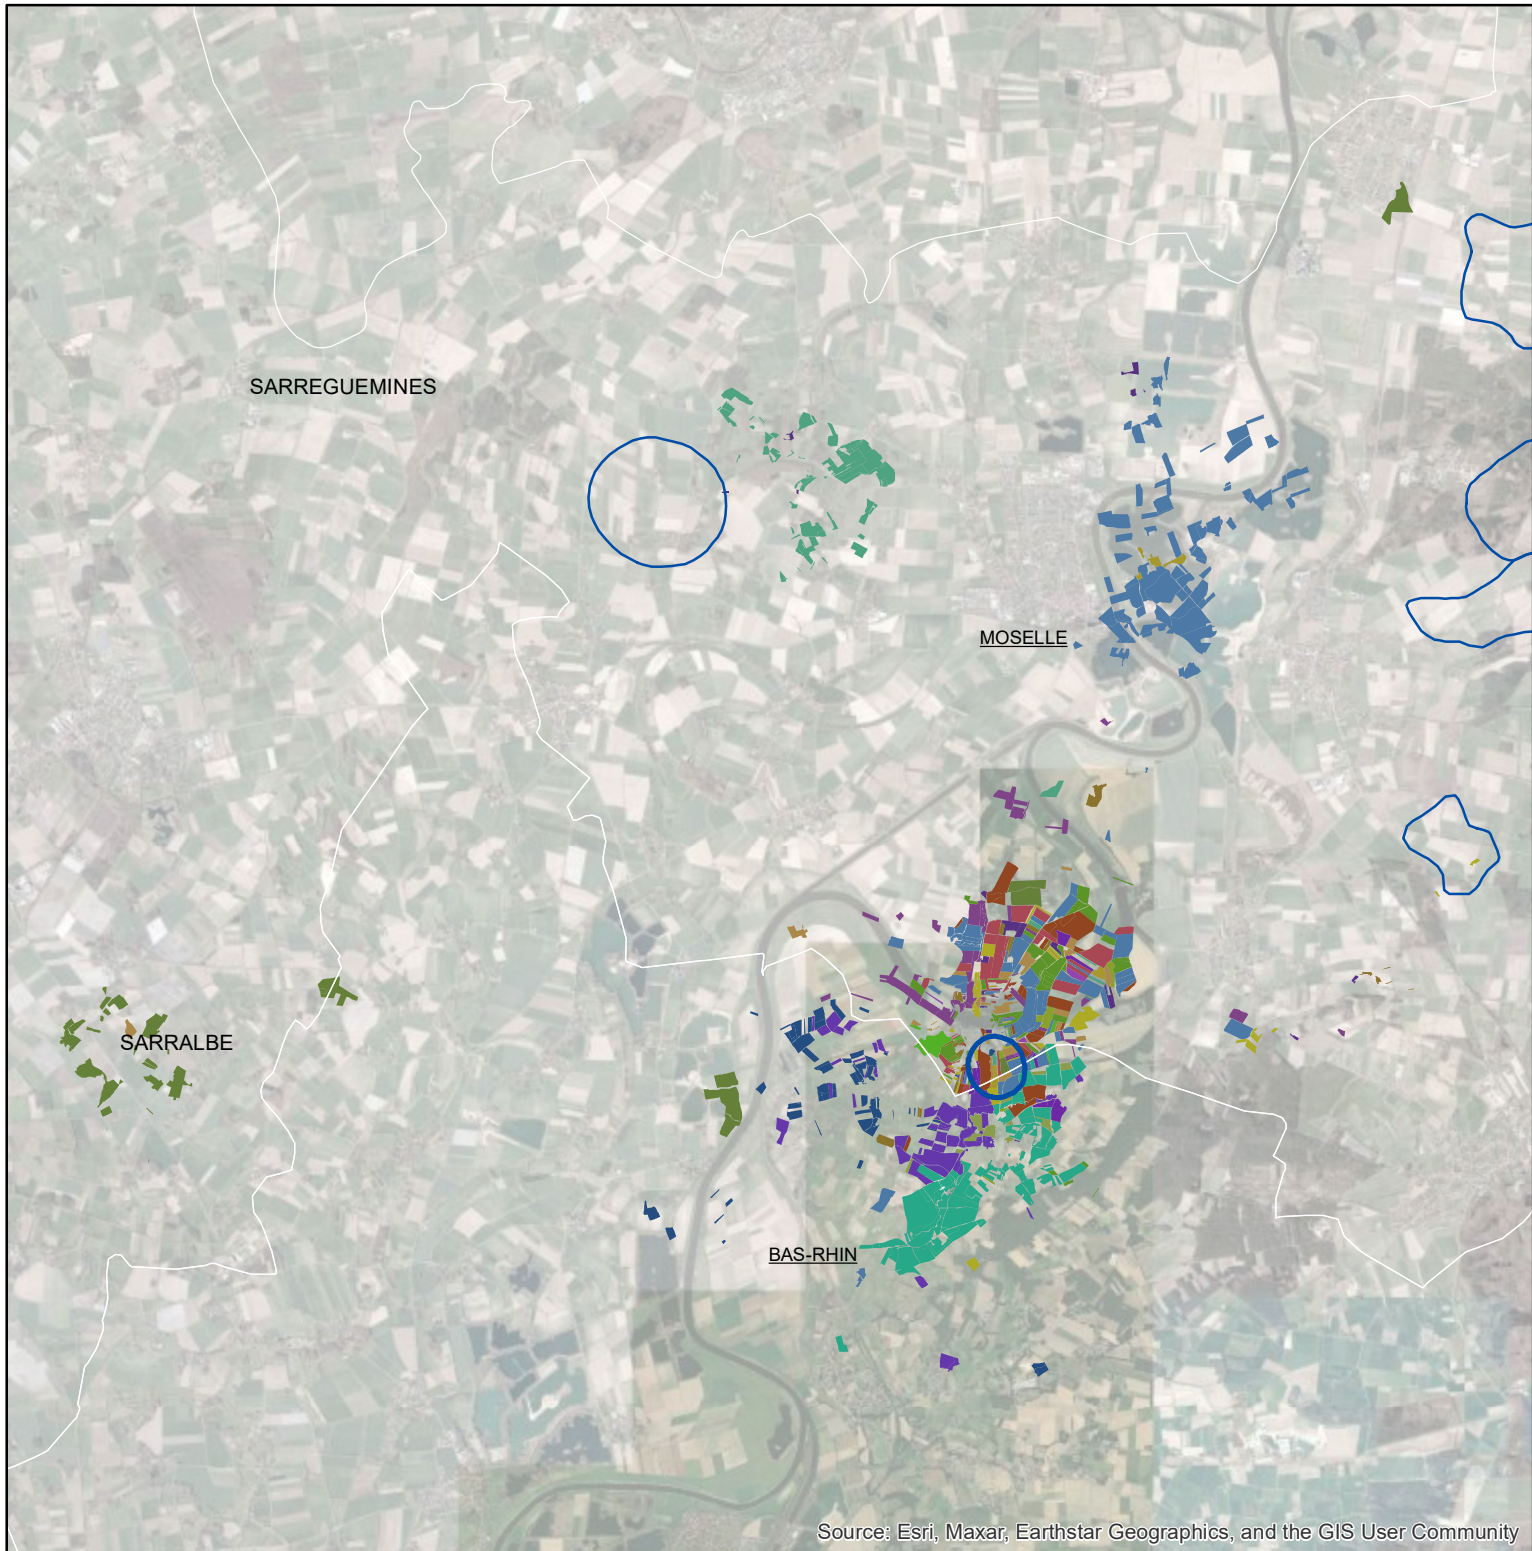 SARREGUEMINES
MOSELLE
SARRALBE
BAS-RHIN
Source: Esri, Maxar, Earthstar Geographics, and the GIS User Community